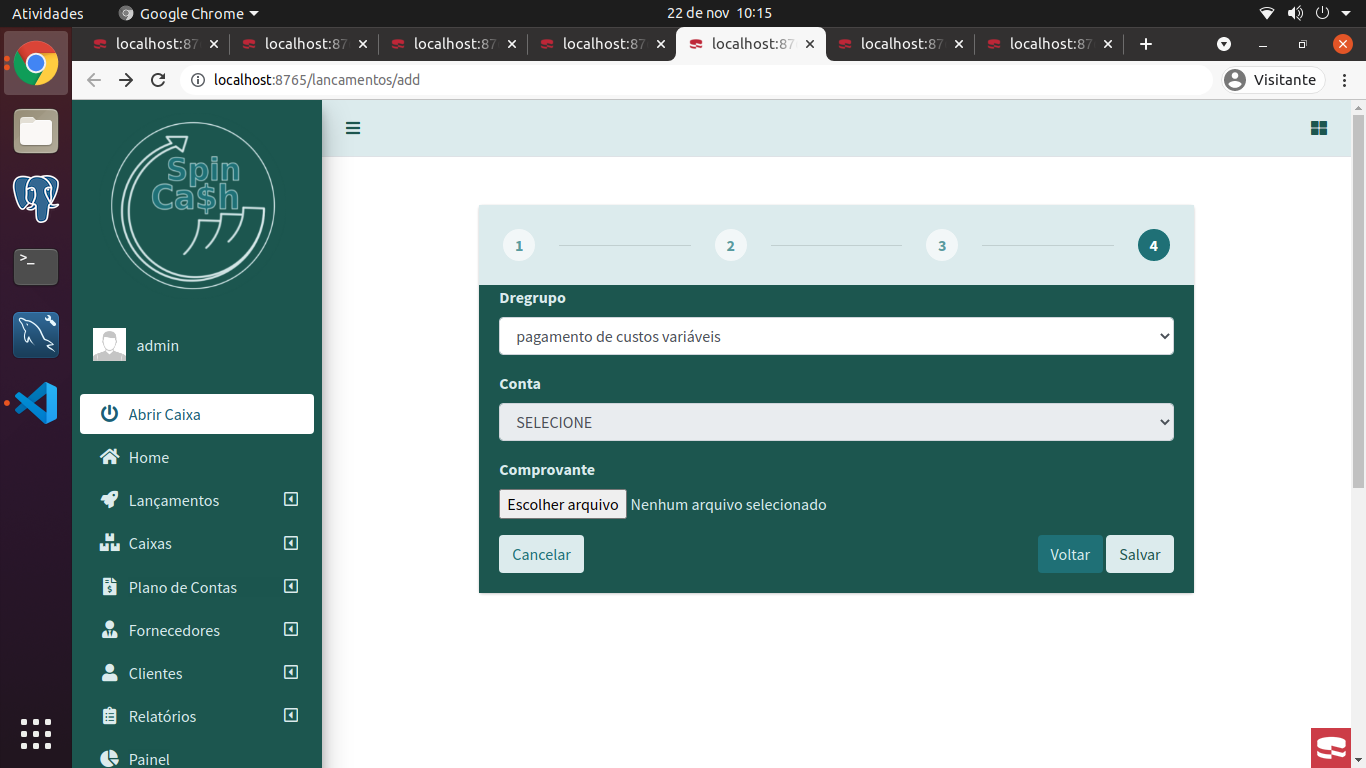 Atividades
Google Chrome
22 de nov 10:15
localhost:87
localhost:87
localhost:87
localhost:87
localhost:87
localhost:87
localhost:87
localhost:8765/lancamentos/add
Visitante
Spin
Ca$h
admin
Abrir Caixa
Home
Lançamentos
Caixas
Plano de Contas
Fornecedores
Clientes
Relatórios
Painel
1
2
3
4
Dregrupo
pagamento de custos variáveis
Conta
SELECIONE
Comprovante
Escolher arquivo Nenhum arquivo selecionado
Cancelar
Voltar
Salvar